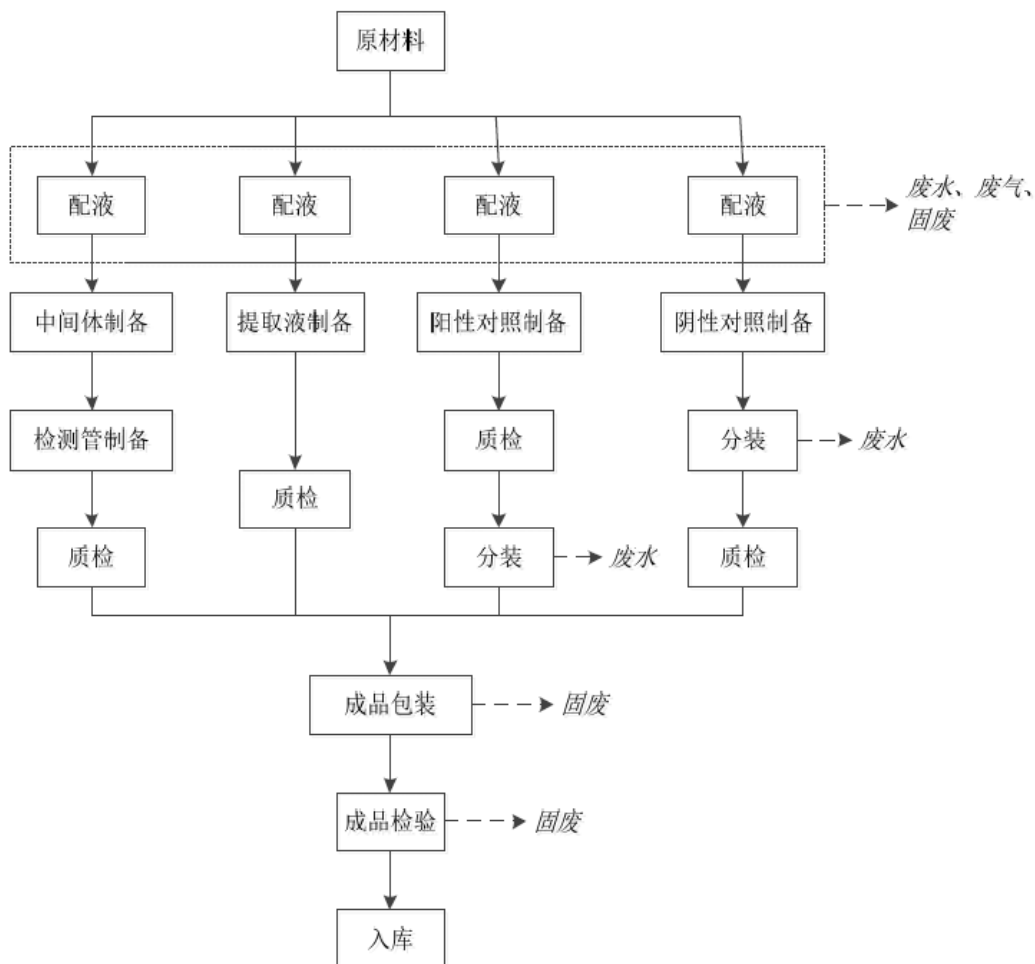 原材料
配液
配液
配液
配液
废水、废气、
固废
中间体制备
提取液制备
阳性对照制备
阴性对照制备
检测管制备
质检
分装
废水
质检
质检
分装
废水
质检
成品包装
固废
成品检验
固废
入库